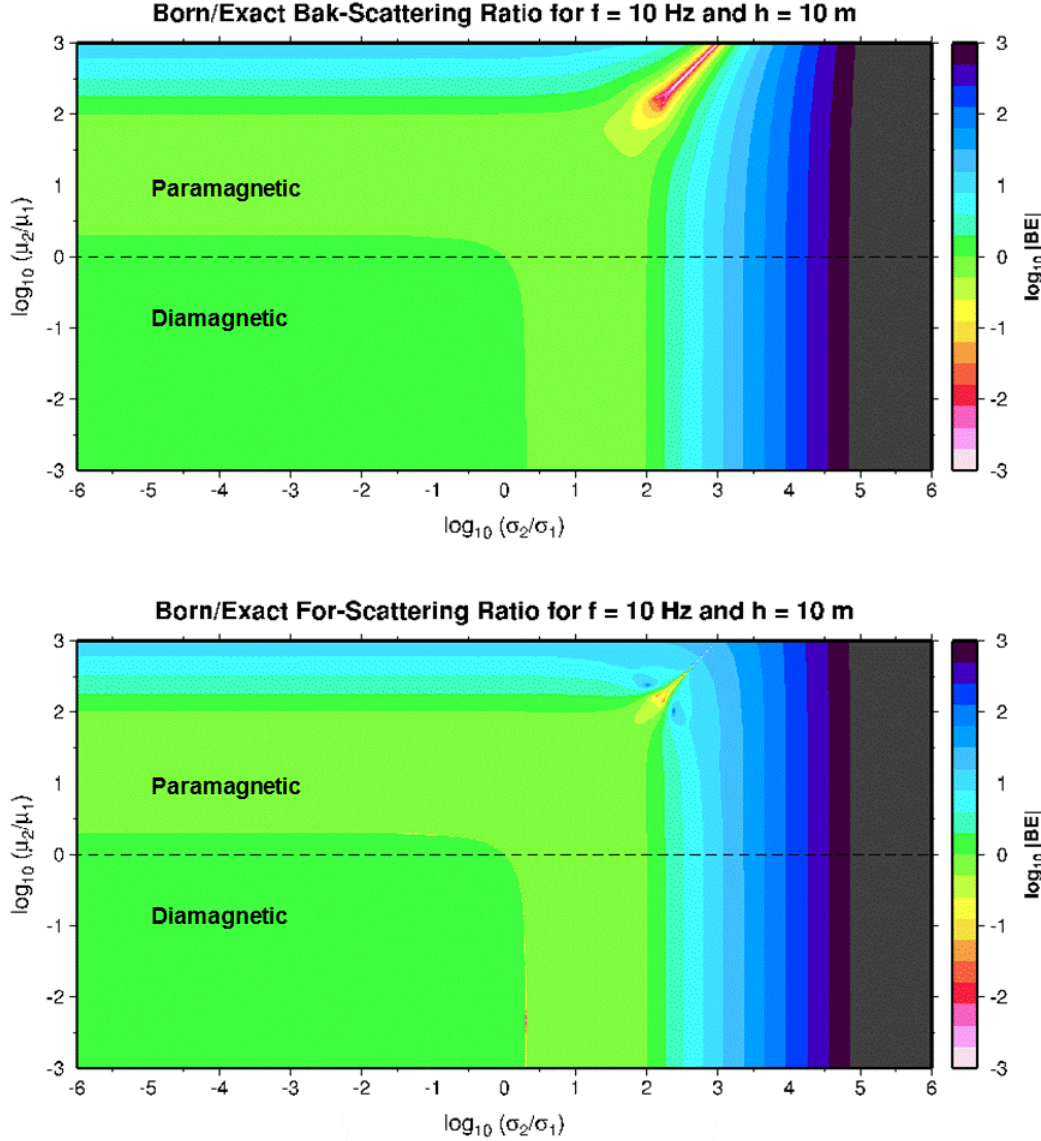 Born/Exact Bak-Scattering Ratio for f = 10 Hz and h = 10 m
3
2
1
0
-1
-2
-3
log10 (μ2/μ1)
Paramagnetic
Diamagnetic
-6 -5 -4 -3 -2 -1 0 1 2 3 4 5 6
log10 (σ2/σ1)
3
2
1
0
-1
-2
-3
log10 |BE|
Born/Exact For-Scattering Ratio for f = 10 Hz and h = 10 m
3
2
1
0
-1
-2
-3
log10 (μ2/μ1)
Paramagnetic
Diamagnetic
-6 -5 -4 -3 -2 -1 0 1 2 3 4 5 6
log10 (σ2/σ1)
3
2
1
0
-1
-2
-3
log10 |BE|